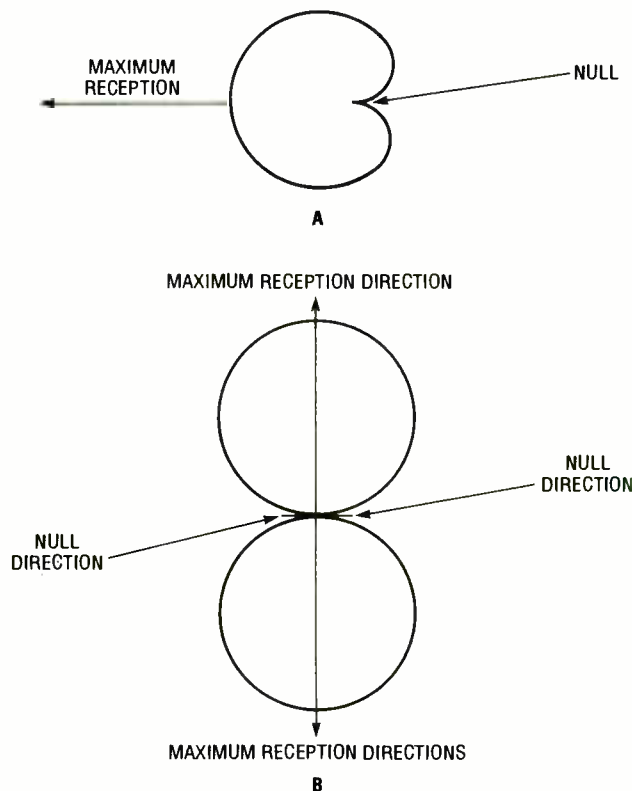 MAXIMUM
RECEPTION
NULL
A
MAXIMUM RECEPTION DIRECTION
NULL
DIRECTION
NULL
DIRECTION
MAXIMUM RECEPTION DIRECTIONS
B